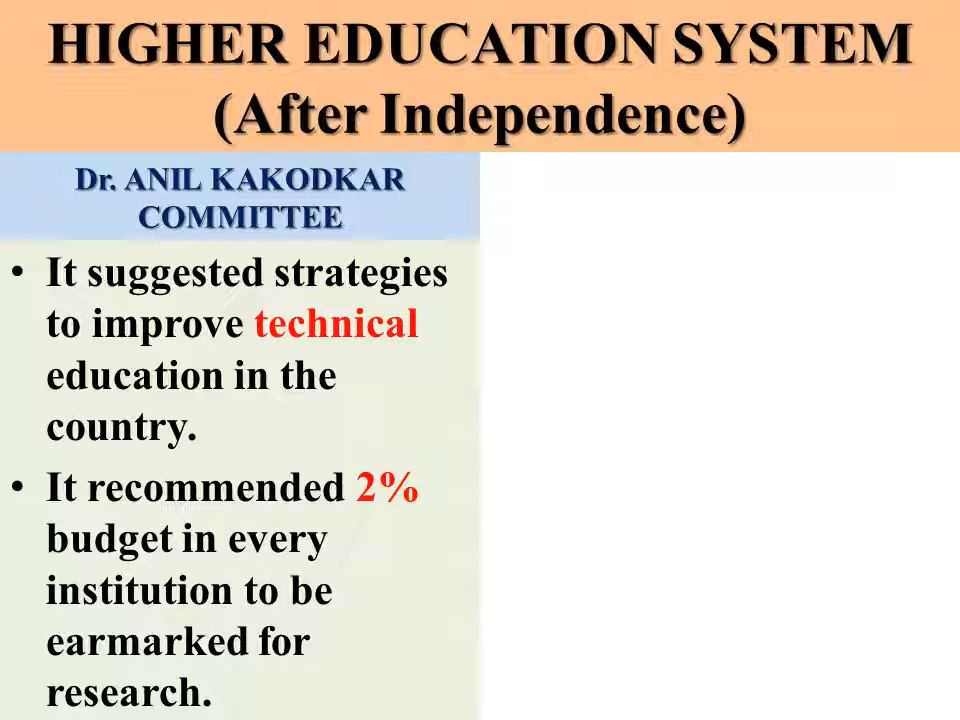 HIGHER EDUCATION SYSTEM
(After Independence)
Dr. ANIL KAKODKAR
COMMITTEE
• It suggested strategies
to improve technical
education in the
country.
• It recommended 2%
budget in every
institution to be
earmarked for
research.